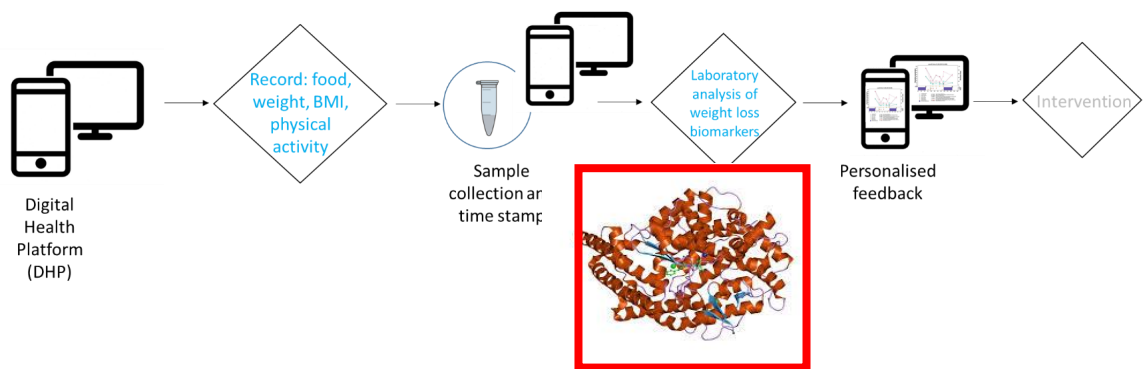 Digital
Health
Platform
(DHP)
Record: food,
weight, BMI,
physical
activity
Sample
collection an
time stamp
Laboratory
analysis of
weight loss
biomarkers
Personalised
feedback
Intervention